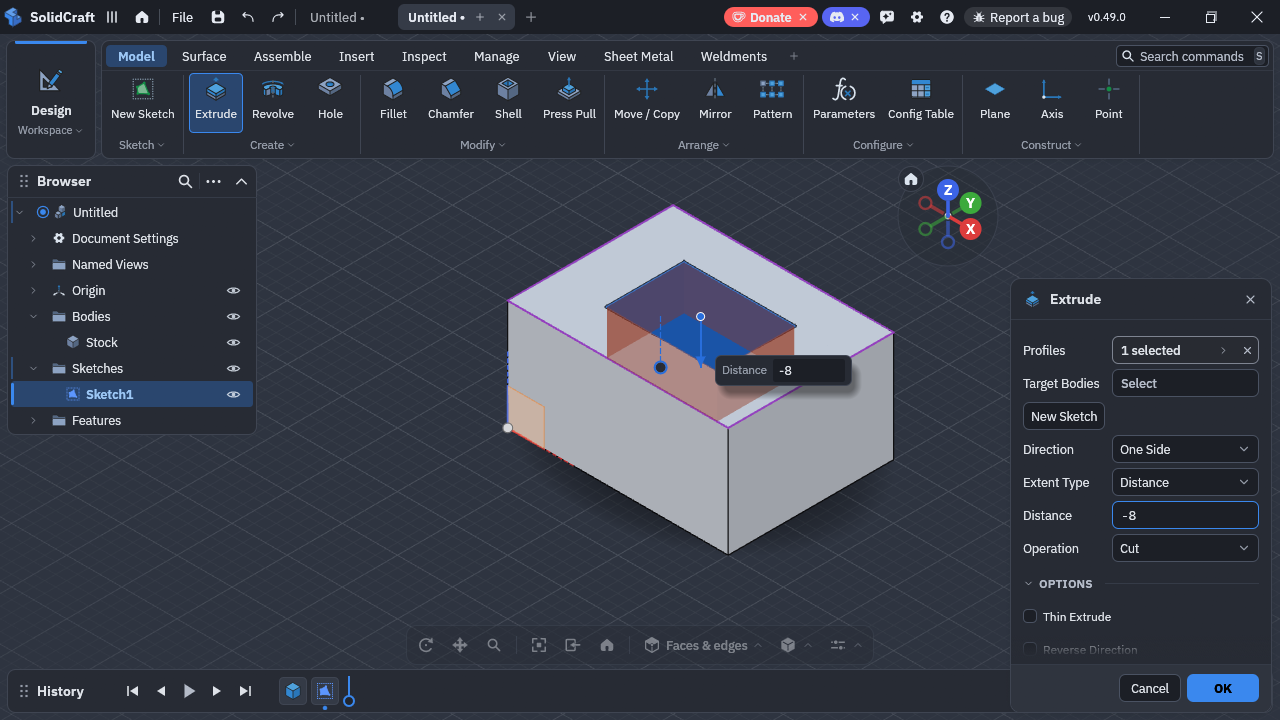 SolidCraft
File
Untitled •
Untitled •
Donate
Report a bug
v0.49.0
Design
Workspace
Model
Surface
Assemble
Insert
Inspect
Manage
View
Sheet Metal
Weldments
Search commands
S
New Sketch
Extrude
Revolve
Hole
Fillet
Chamfer
Shell
Press Pull
Move / Copy
Mirror
Pattern
Parameters
Config Table
Plane
Axis
Point
Sketch
Create
Modify
Arrange
Configure
Construct
Browser
Untitled
Document Settings
Named Views
Origin
Bodies
Stock
Sketches
Sketch1
Features
Z
Y
X
Distance -8
Extrude
Profiles 1 selected
Target Bodies Select
New Sketch
Direction One Side
Extent Type Distance
Distance -8
Operation Cut
OPTIONS
Thin Extrude
Reverse Direction
Cancel OK
Faces & edges
History